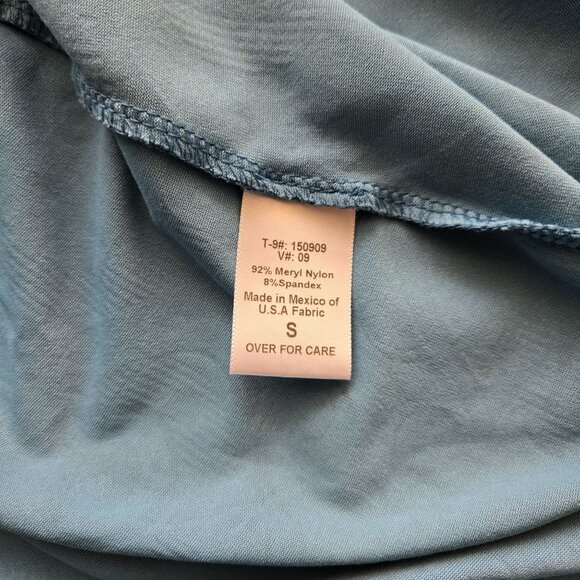 T-9#: 150909
V#: 09
92% Meryl Nylon
8%Spandex
Made in Mexico of
U.S.A Fabric
S
OVER FOR CARE